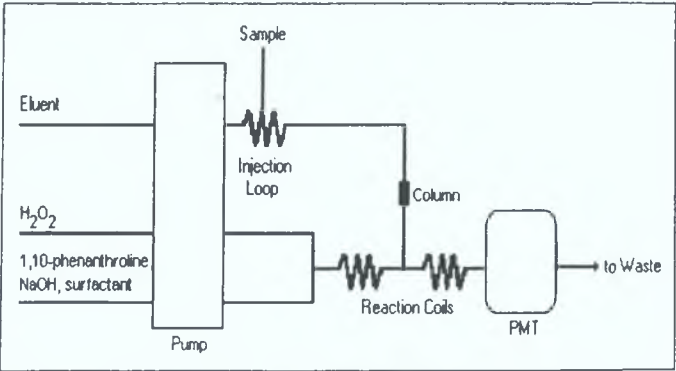 Sample
Eluent
Injection
Loop
Column
H2O2
1,10-phenanthroline
NaOH, surfactant
to Waste
Reaction Coils
PMT
Pump